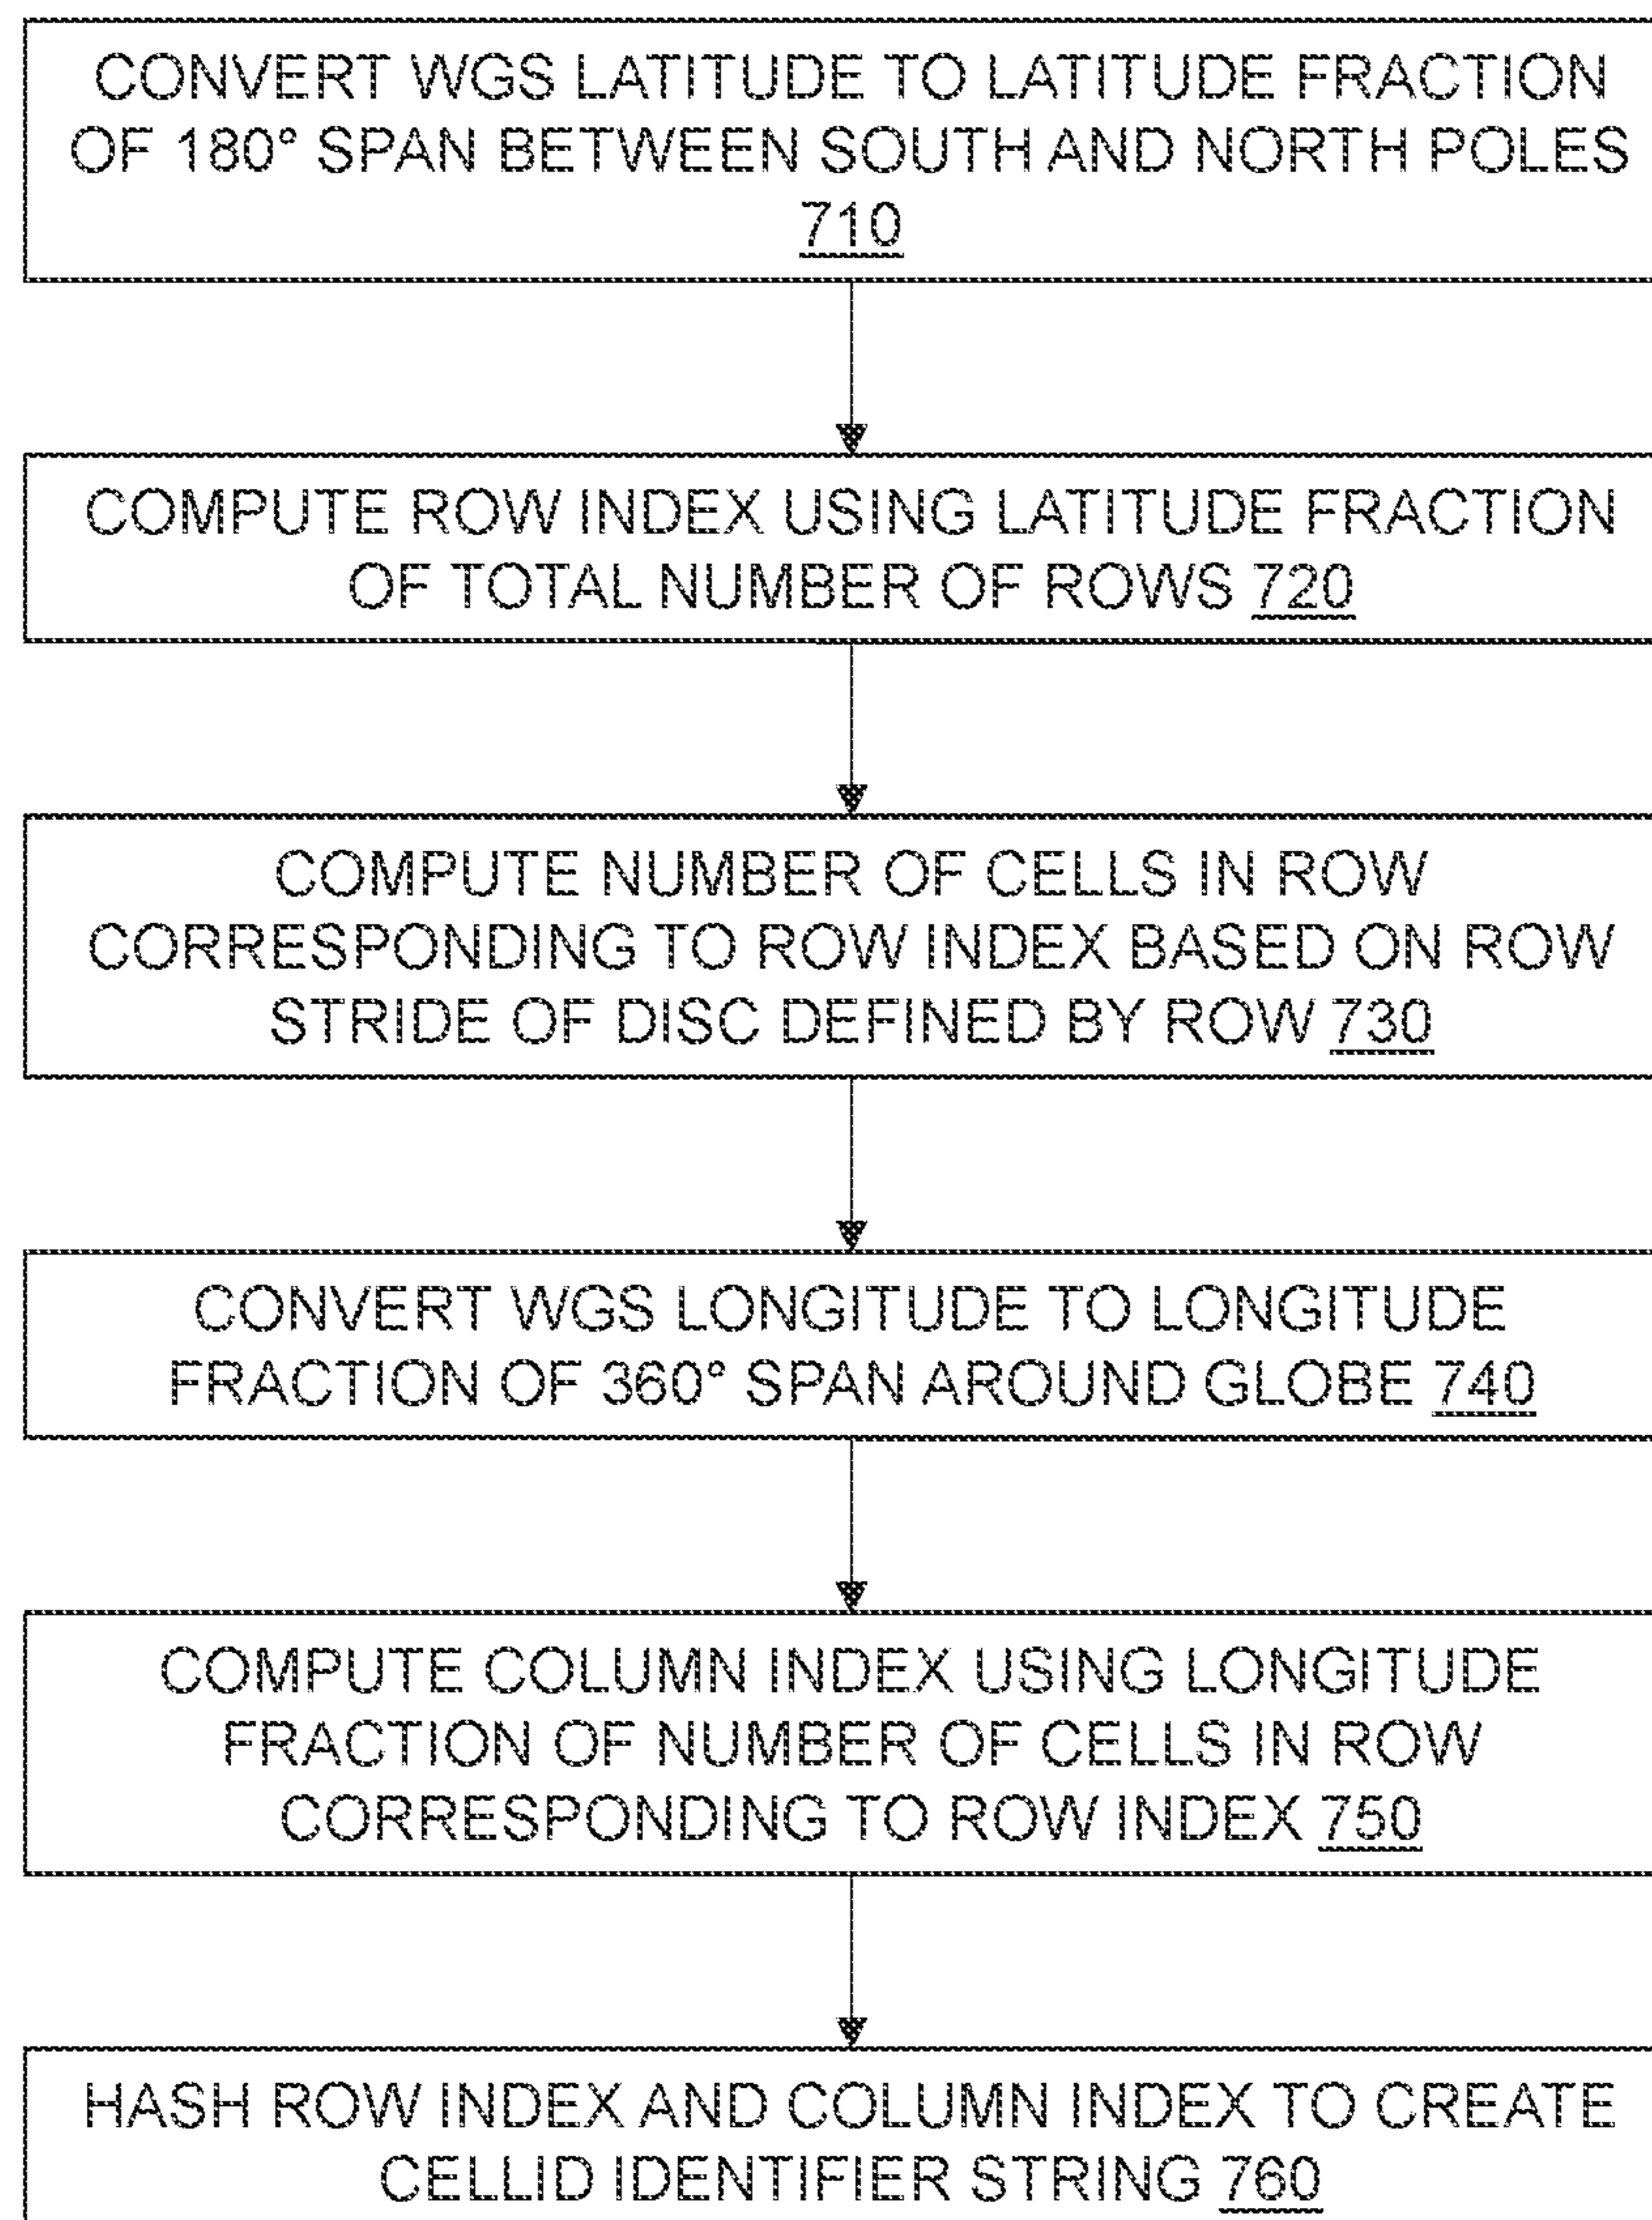 CONVERT WGS LATITUDE TO LATITUDE FRACTION
OF 180° SPAN BETWEEN SOUTH AND NORTH POLES
710
COMPUTE ROW INDEX USING LATITUDE FRACTION
OF TOTAL NUMBER OF ROWS 720
COMPUTE NUMBER OF CELLS IN ROW
CORRESPONDING TO ROW INDEX BASED ON ROW
STRIDE OF DISC DEFINED BY ROW 730
CONVERT WGS LONGITUDE TO LONGITUDE
FRACTION OF 360° SPAN AROUND GLOBE 740
COMPUTE COLUMN INDEX USING LONGITUDE
FRACTION OF NUMBER OF CELLS IN ROW
CORRESPONDING TO ROW INDEX 750
HASH ROW INDEX AND COLUMN INDEX TO CREATE
CELLID IDENTIFIER STRING 760